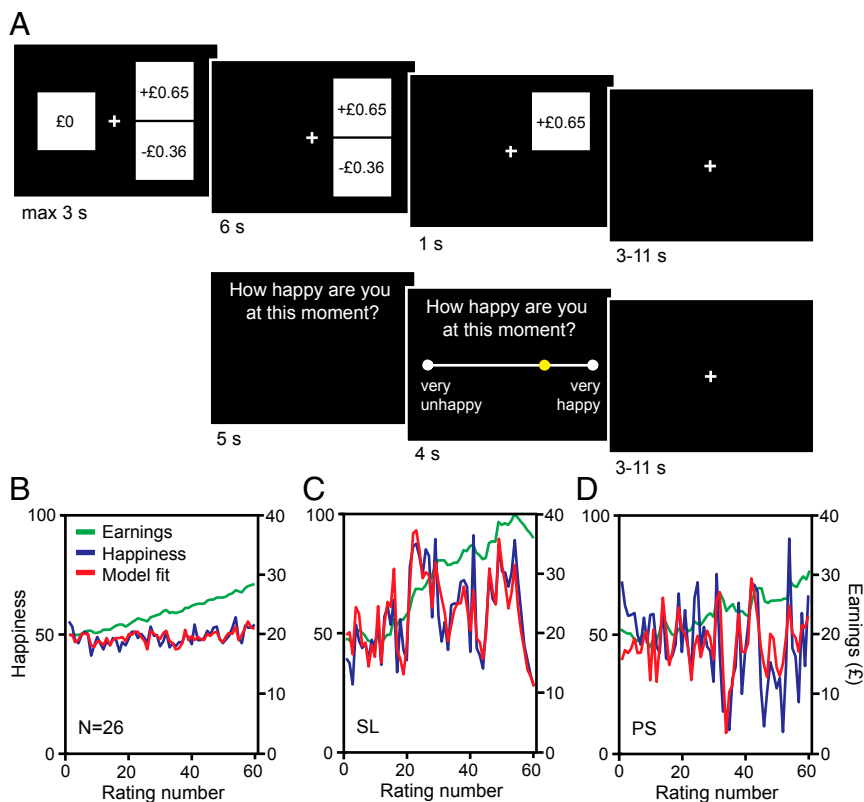 A
£0
+£0.65
-£0.36
max 3 s
+£0.65
-£0.36
6 s
+£0.65
1 s
3-11 s
How happy are you
at this moment?
5 s
How happy are you
at this moment?
very
unhappy
very
happy
4 s
3-11 s
B
Happiness
100
50
0
Earnings
Happiness
Model fit
N=26
40
30
20
10
0
0 20 40 60
Rating number
C
100
50
0
SL
40
30
20
10
0
0 20 40 60
Rating number
D
100
50
0
PS
40
30
20
10
0
Earnings (£)
0 20 40 60
Rating number